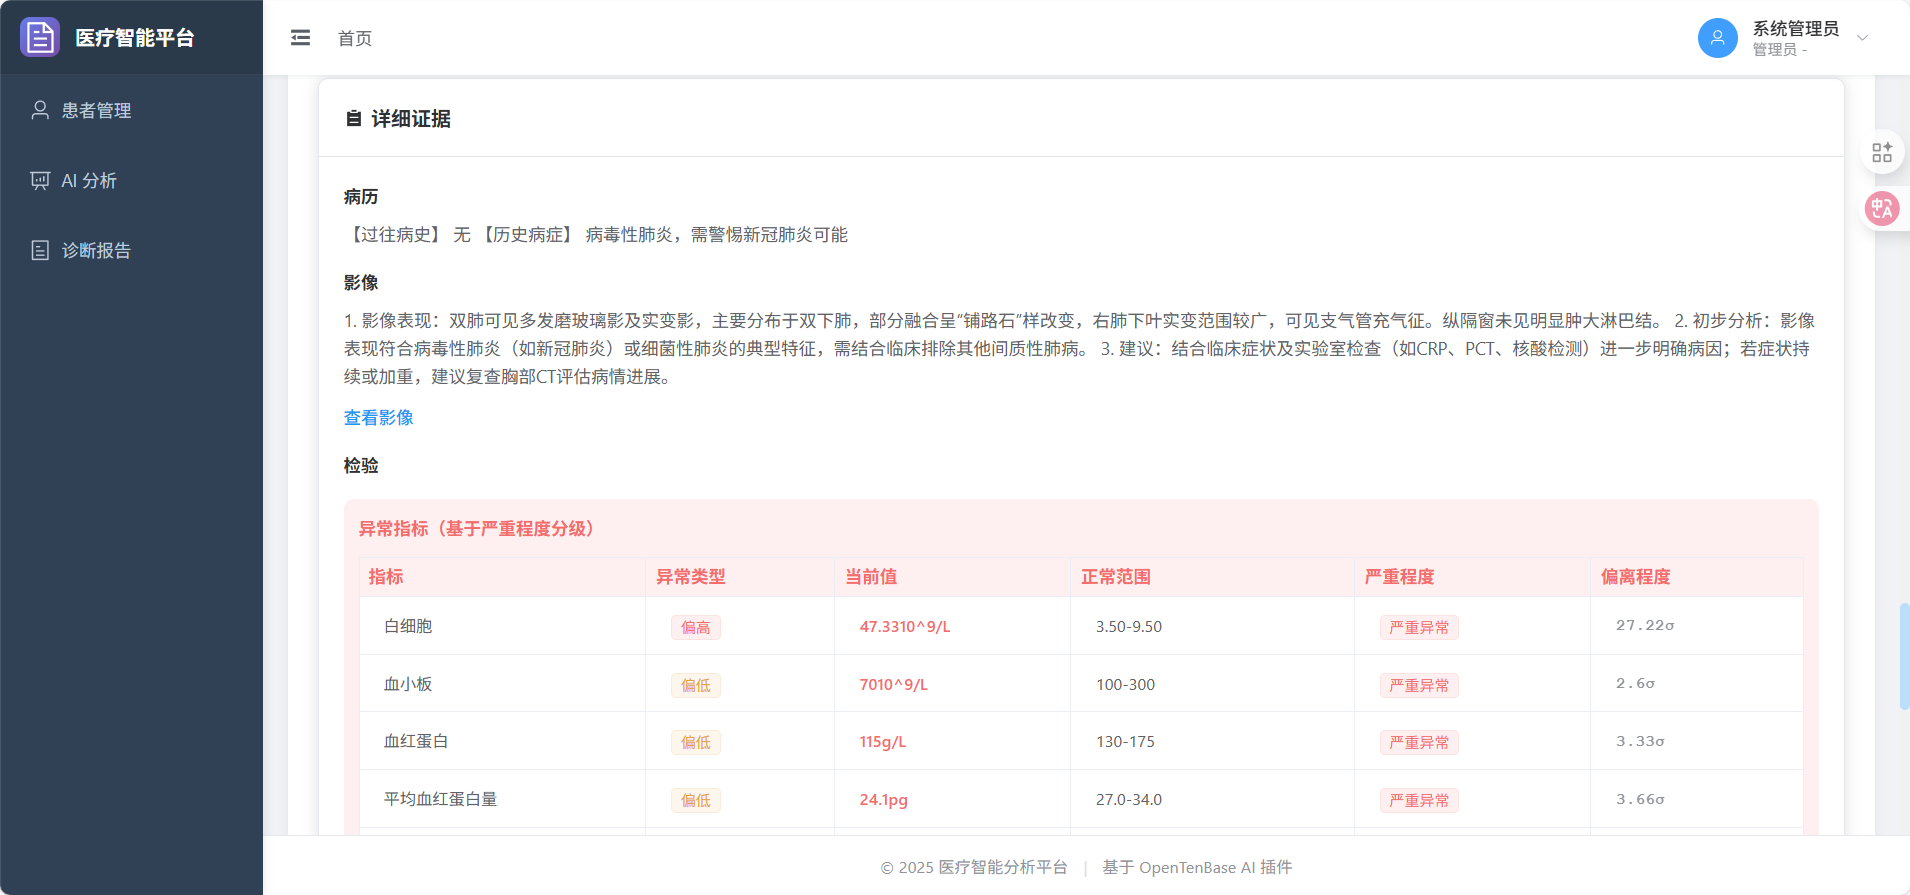 医疗智能平台
首页
系统管理员
管理员 -
患者管理
AI 分析
诊断报告
详细证据
病历
【过往病史】 无 【历史病症】 病毒性肺炎，需警惕新冠肺炎可能
影像
1. 影像表现：双肺可见多发磨玻璃影及实变影，主要分布于双下肺，部分融合呈“铺路石”样改变，右肺下叶实变范围较广，可见支气管充气征。纵隔窗未见明显肿大淋巴结。 2. 初步分析：影像
表现符合病毒性肺炎（如新冠肺炎）或细菌性肺炎的典型特征，需结合临床排除其他间质性肺病。 3. 建议：结合临床症状及实验室检查（如CRP、PCT、核酸检测）进一步明确病因；若症状持
续或加重，建议复查胸部CT评估病情进展。
查看影像
检验
异常指标（基于严重程度分级）
指标 异常类型 当前值 正常范围 严重程度 偏离程度
白细胞 偏高 47.3310^9/L 3.50-9.50 严重异常 27.22σ
血小板 偏低 7010^9/L 100-300 严重异常 2.6σ
血红蛋白 偏低 115g/L 130-175 严重异常 3.33σ
平均血红蛋白量 偏低 24.1pg 27.0-34.0 严重异常 3.66σ
© 2025 医疗智能分析平台 | 基于 OpenTenBase AI 插件